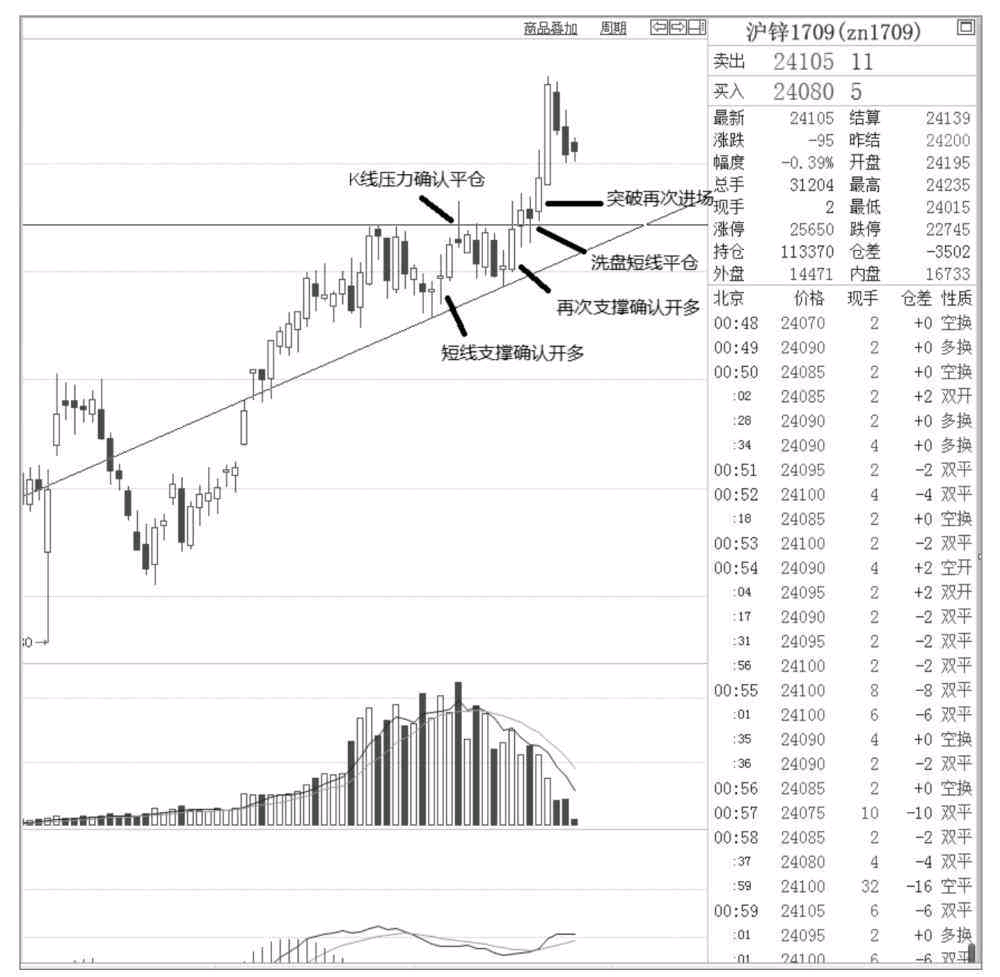 商品叠加 周期
沪锌1709(zn1709)
卖出 24105 11
买入 24080 5
最新 24105 结算 24139
涨跌 -95 昨结 24200
幅度 -0.39% 开盘 24195
总手 31204 最高 24235
现手 2 最低 24015
涨停 25650 跌停 22745
持仓 113370 仓差 -3502
外盘 14471 内盘 16733
K线压力确认平仓
突破再次进场
洗盘短线平仓
再次支撑确认开多
短线支撑确认开多
北京 价格 现手 仓差 性质
00:48 24070 2 +0 空换
00:49 24090 2 +0 多换
00:50 24085 2 +0 空换
:02 24085 2 +2 双开
:28 24090 2 +0 多换
:34 24090 4 +0 多换
00:51 24095 2 -2 双平
00:52 24100 4 -4 双平
:18 24085 2 +0 空换
00:53 24100 2 -2 双平
00:54 24090 4 +2 空开
:04 24095 2 +2 双开
:17 24090 2 -2 双平
:31 24095 2 -2 双平
:56 24100 2 -2 双平
00:55 24100 8 -8 双平
:01 24100 6 -6 双平
:35 24090 4 +0 空换
:36 24090 2 -2 双平
00:56 24085 2 +0 空换
00:57 24075 10 -10 双平
00:58 24085 2 -2 双平
:37 24080 4 -4 双平
:59 24100 32 -16 空平
00:59 24105 6 -6 双平
:01 24095 2 +0 多换
:01 24100 6 -6 双平